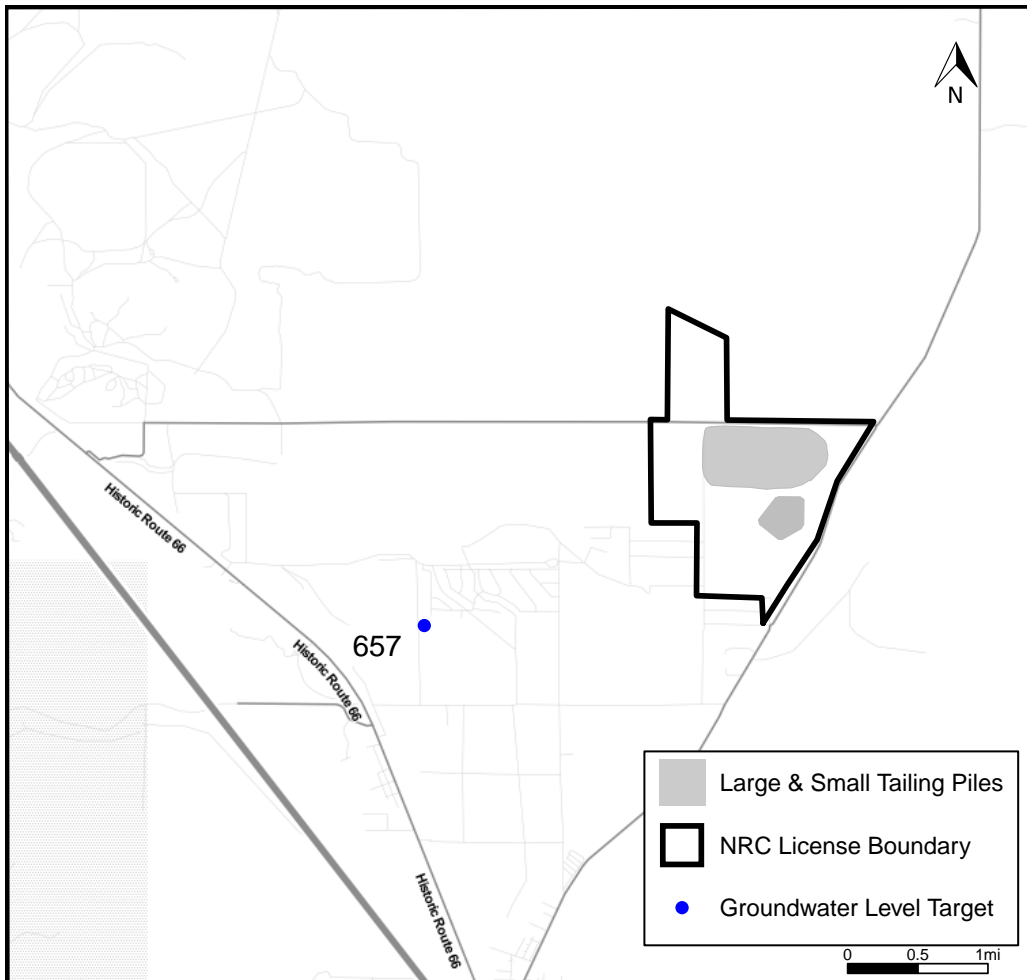 N
Historic Route 66
657
Historic Route 66
Historic Route 66
Large & Small Tailing Piles
NRC License Boundary
Groundwater Level Target
0 0.5 1mi